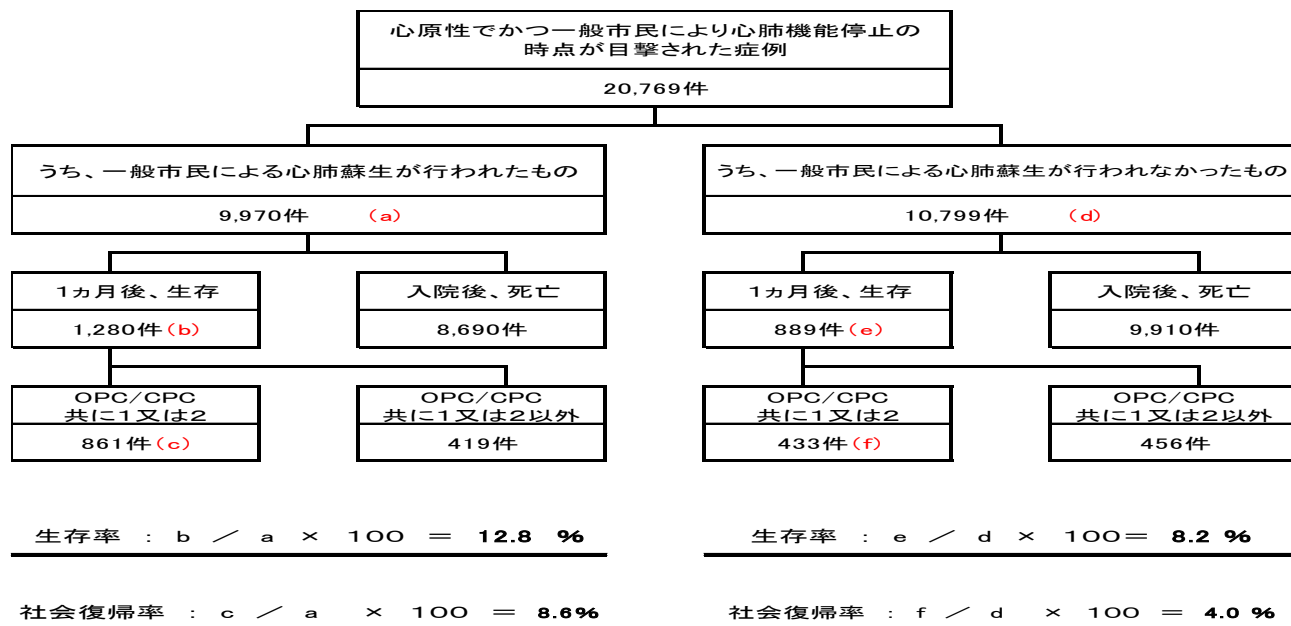 心原性でかつ一般市民により心肺機能停止の
時点が目撃された症例
20,769件
うち、一般市民による心肺蘇生が行われたもの
9,970件 (a)
うち、一般市民による心肺蘇生が行われなかったもの
10,799件 (d)
1ヵ月後、生存
1,280件(b)
入院後、死亡
8,690件
1ヵ月後、生存
889件(e)
入院後、死亡
9,910件
OPC/CPC
共に1又は2
861件(c)
OPC/CPC
共に1又は2以外
419件
OPC/CPC
共に1又は2
433件(f)
OPC/CPC
共に1又は2以外
456件
生存率 : b / a × 100 = 12.8 %
生存率 : e / d × 100= 8.2 %
社会復帰率 : c / a × 100 = 8.6%
社会復帰率 : f / d × 100 = 4.0 %